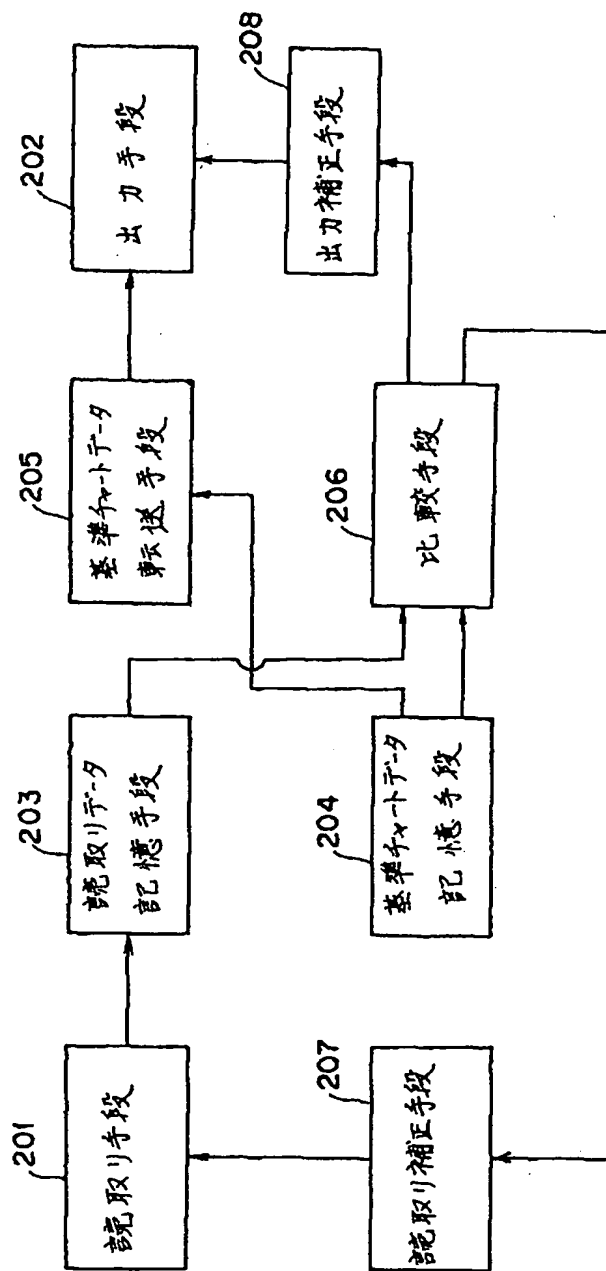 201
読取り手段
203
読取りデータ
記憶手段
205
基準チャートデータ
転送手段
202
出力手段
207
読取り補正手段
204
基準チャートデータ
記憶手段
206
比較手段
208
出力補正手段